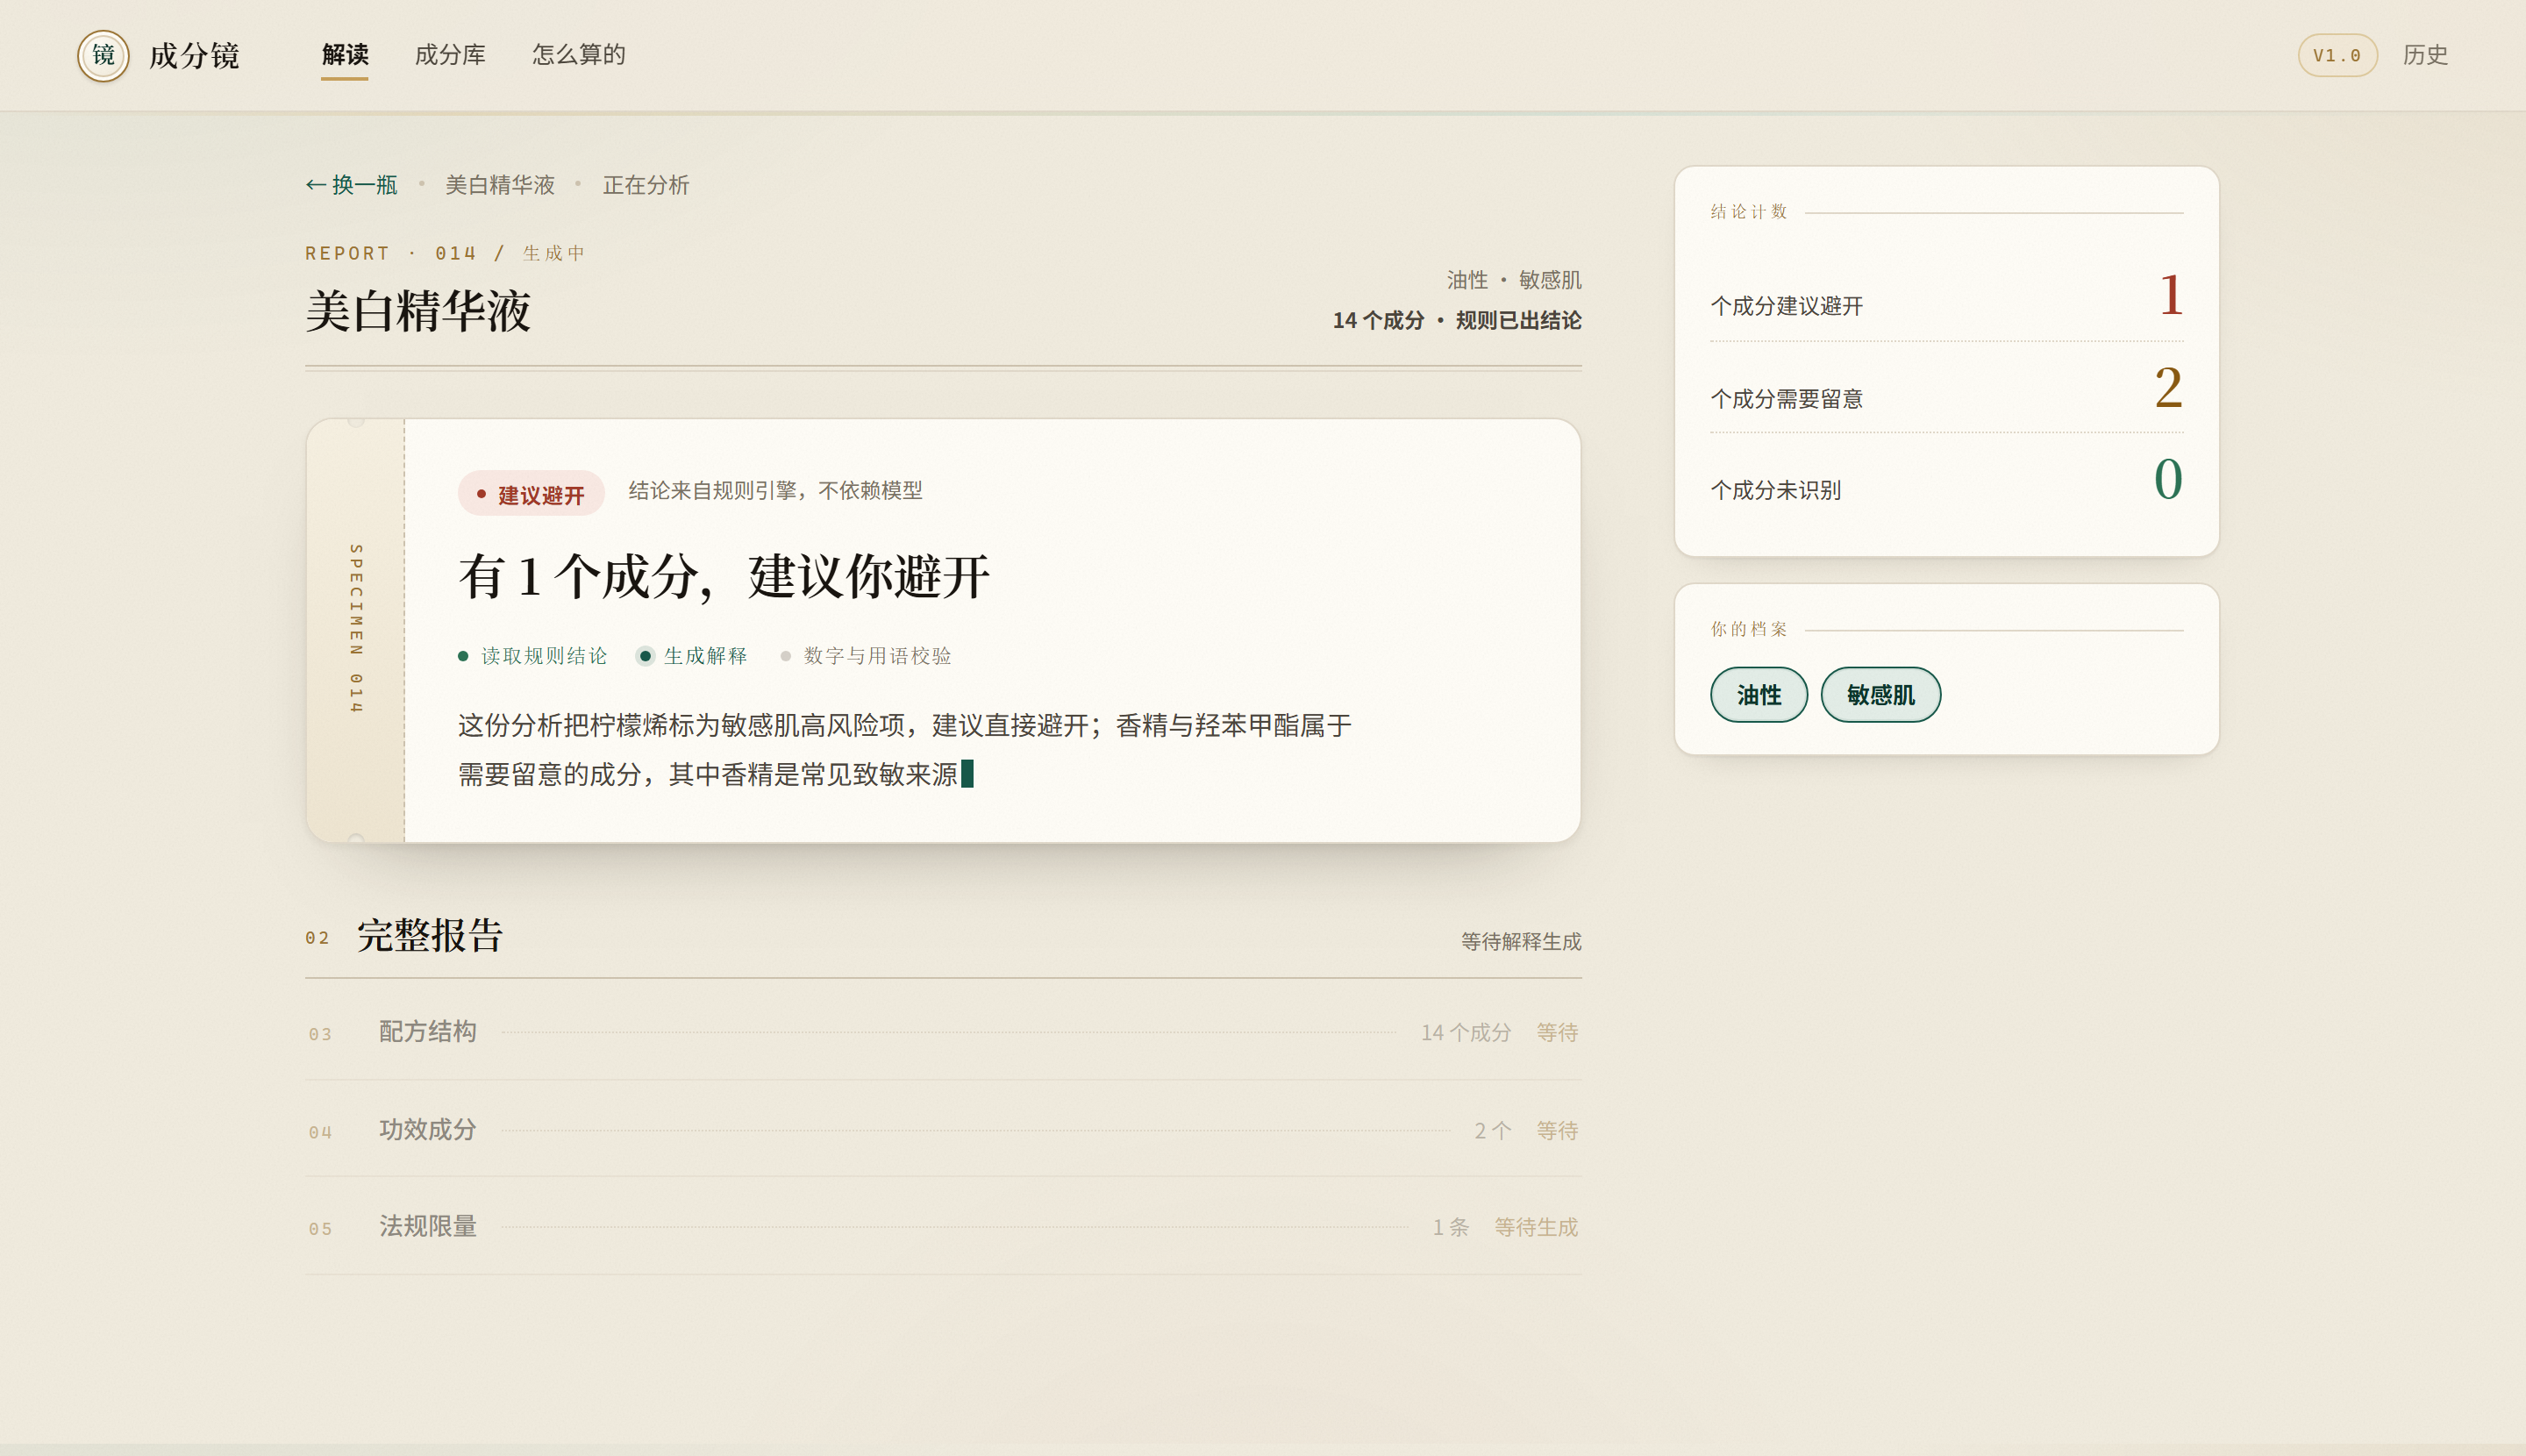 镜 成分镜 解读 成分库 怎么算的 V1.0 历史
← 换一瓶 • 美白精华液 • 正在分析
REPORT · 014 / 生成中
美白精华液
油性 · 敏感肌
14 个成分 · 规则已出结论
SPECIMEN 014
建议避开 结论来自规则引擎，不依赖模型
有 1 个成分，建议你避开
读取规则结论 生成解释 数字与用语校验
这份分析把柠檬烯标为敏感肌高风险项，建议直接避开；香精与羟苯甲酯属于
需要留意的成分，其中香精是常见致敏来源
02 完整报告 等待解释生成
03 配方结构 14 个成分 等待
04 功效成分 2 个 等待
05 法规限量 1 条 等待生成
结论计数
个成分建议避开 1
个成分需要留意 2
个成分未识别 0
你的档案
油性 敏感肌